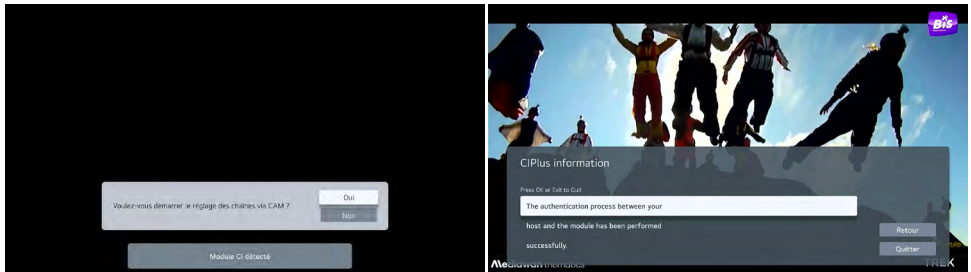 Voulez-vous démarrer le réglage des chaînes via CAM ?
Oui
Non
Module CI détecté
BiS
CIPlus information
Press OK or Exit to Quit
The authentication process between your
host and the module has been performed
successfully.
Retour
Quitter
Mediawan thematics
TREK